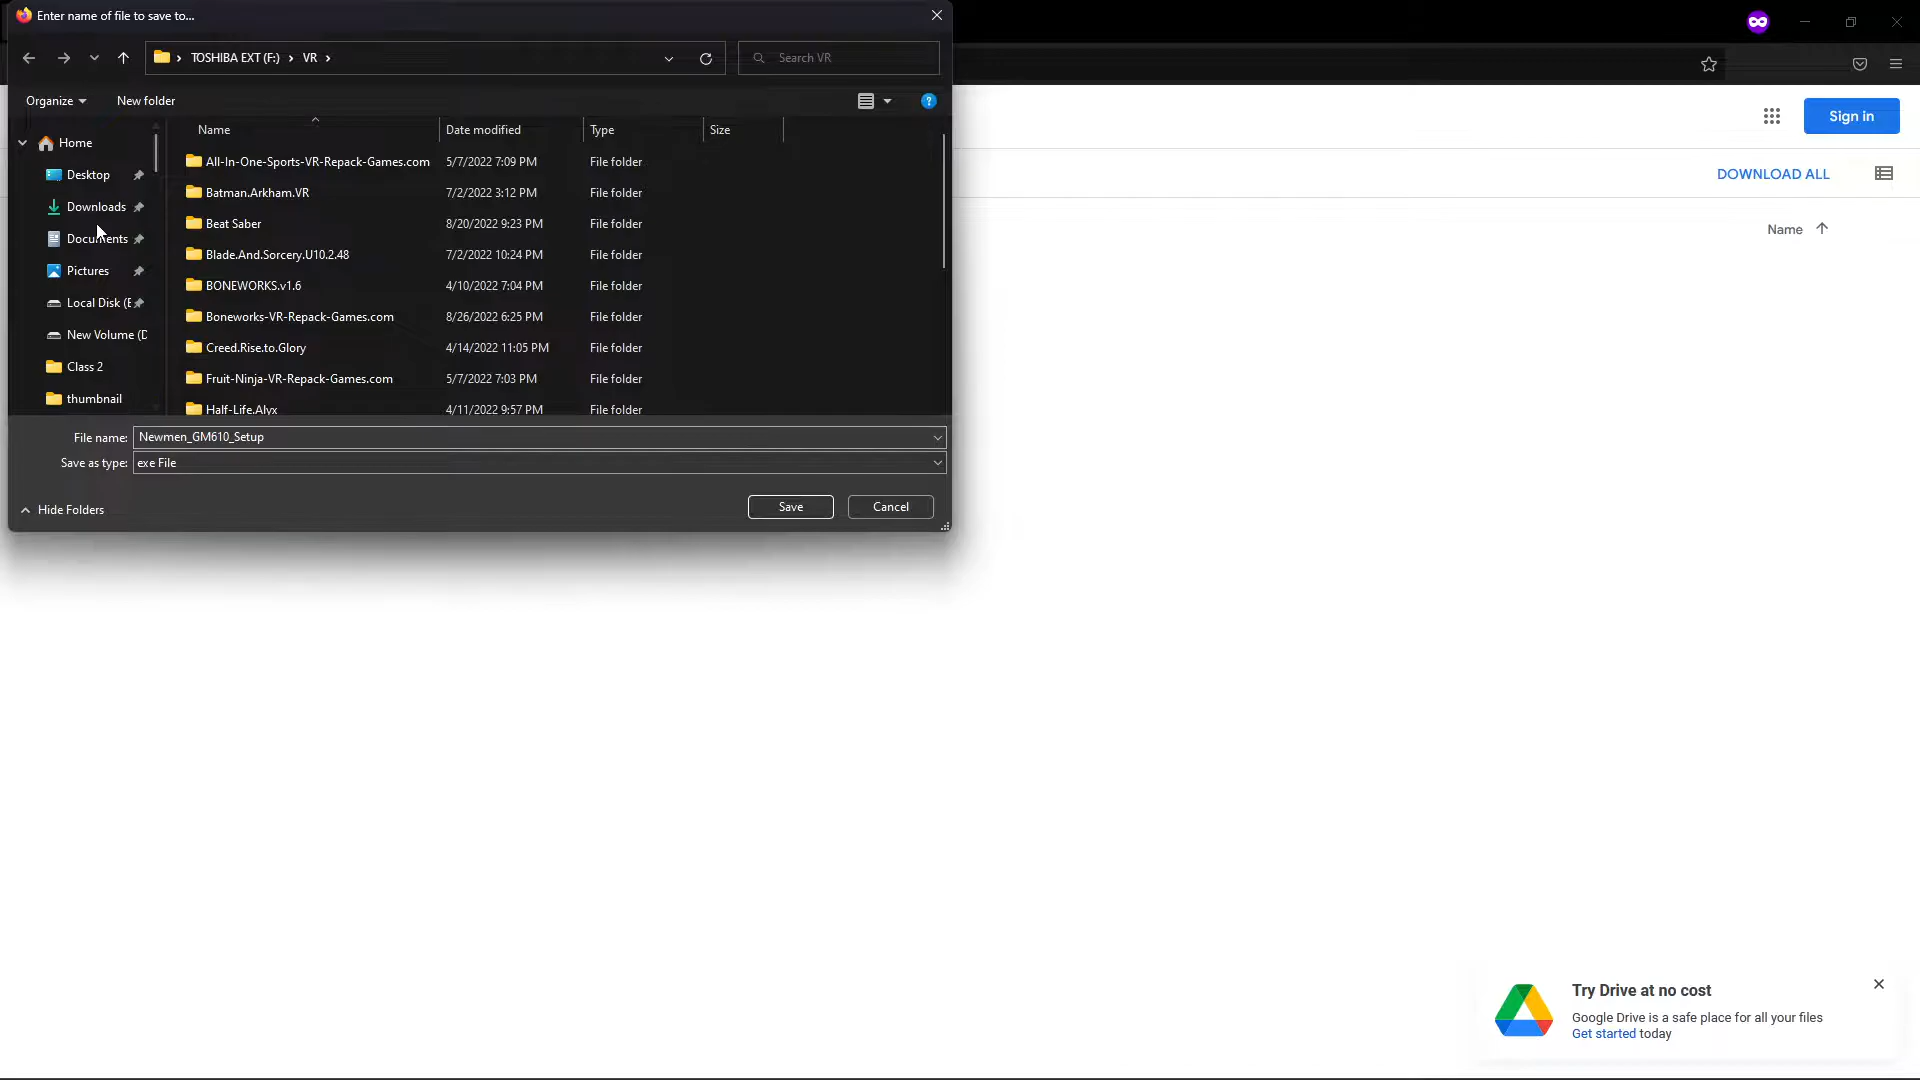 Enter name of file to save to...
TOSHIBA EXT (F:) › VR ›
Search VR
Organize
New folder
Name
Date modified
Type
Size
Home
Desktop
Downloads
Documents
Pictures
Local Disk (E
New Volume (D
Class 2
thumbnail
All-In-One-Sports-VR-Repack-Games.com 5/7/2022 7:09 PM File folder
Batman.Arkham.VR 7/2/2022 3:12 PM File folder
Beat Saber 8/20/2022 9:23 PM File folder
Blade.And.Sorcery.U10.2.48 7/2/2022 10:24 PM File folder
BONEWORKS.v1.6 4/10/2022 7:04 PM File folder
Boneworks-VR-Repack-Games.com 8/26/2022 6:25 PM File folder
Creed.Rise.to.Glory 4/14/2022 11:05 PM File folder
Fruit-Ninja-VR-Repack-Games.com 5/7/2022 7:03 PM File folder
Half-Life.Alyx 4/11/2022 9:57 PM File folder
File name: Newmen_GM610_Setup
Save as type: exe File
Hide Folders
Save
Cancel
Sign in
DOWNLOAD ALL
Name
Try Drive at no cost
Google Drive is a safe place for all your files
Get started today